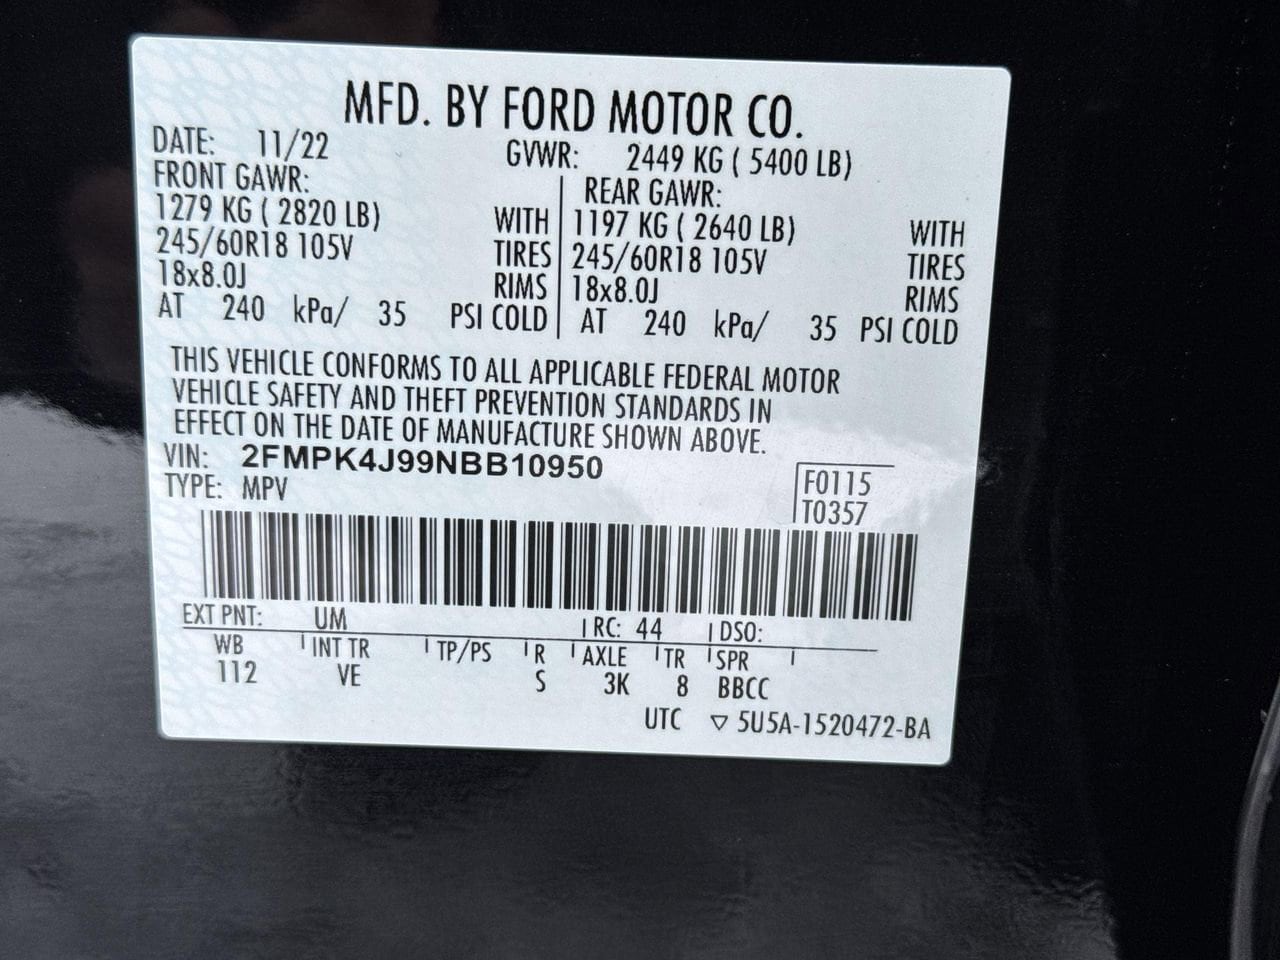 MFD. BY FORD MOTOR CO.
DATE: 11/22 GVWR: 2449 KG ( 5400 LB)
FRONT GAWR: REAR GAWR:
1279 KG ( 2820 LB) WITH 1197 KG ( 2640 LB) WITH
245/60R18 105V TIRES 245/60R18 105V TIRES
18x8.0J RIMS 18x8.0J RIMS
AT 240 kPa/ 35 PSI COLD AT 240 kPa/ 35 PSI COLD
THIS VEHICLE CONFORMS TO ALL APPLICABLE FEDERAL MOTOR
VEHICLE SAFETY AND THEFT PREVENTION STANDARDS IN
EFFECT ON THE DATE OF MANUFACTURE SHOWN ABOVE.
VIN: 2FMPK4J99NBB10950
TYPE: MPV F0115
T0357
EXT PNT: UM RC: 44 DSO:
WB INT TR TP/PS R AXLE TR SPR
112 VE S 3K 8 BBCC
UTC ▽ 5U5A-1520472-BA